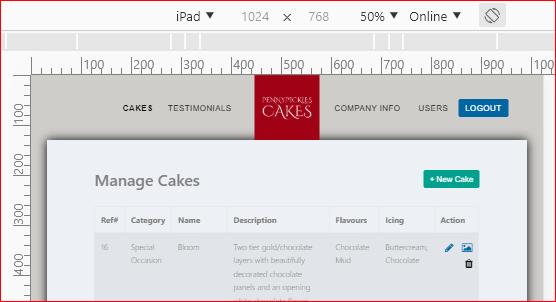 iPad ▼ 1024 × 768 50% ▼ Online ▼
100 200 300 400 500 600 700 800 900 100
100
200
300
400
CAKES TESTIMONIALS PENNYPICKLES CAKES COMPANY INFO USERS LOGOUT
Manage Cakes
+ New Cake
Ref# Category Name Description Flavours Icing Action
16 Special Occasion Bloom Two tier gold/chocolate layers with beautifully decorated chocolate panels and an opening Chocolate Mud Buttercream, Chocolate